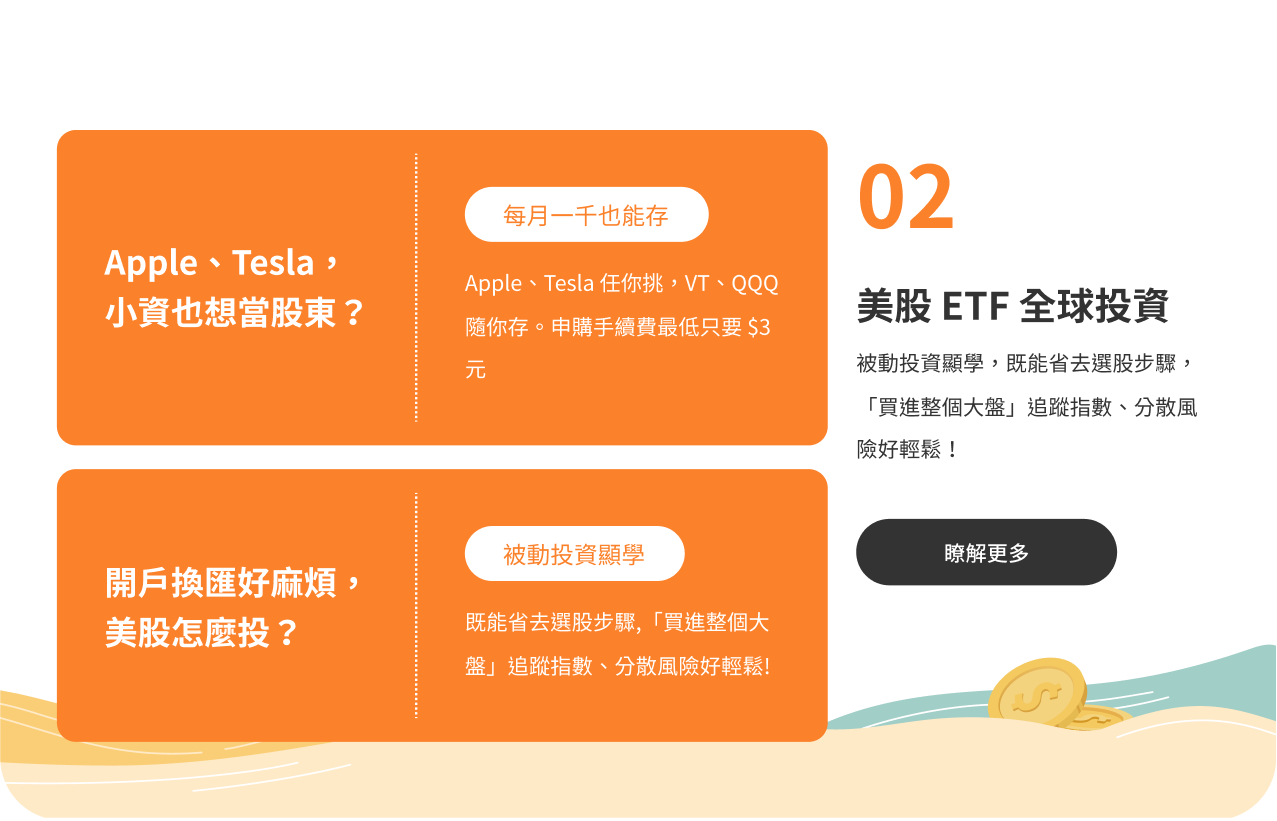 Apple、Tesla，
小資也想當股東？
每月一千也能存
Apple、Tesla 任你挑，VT、QQQ
隨你存。申購手續費最低只要 $3
元
開戶換匯好麻煩，
美股怎麼投？
被動投資顯學
既能省去選股步驟,「買進整個大
盤」追蹤指數、分散風險好輕鬆!
02
美股 ETF 全球投資
被動投資顯學，既能省去選股步驟，
「買進整個大盤」追蹤指數、分散風
險好輕鬆！
瞭解更多